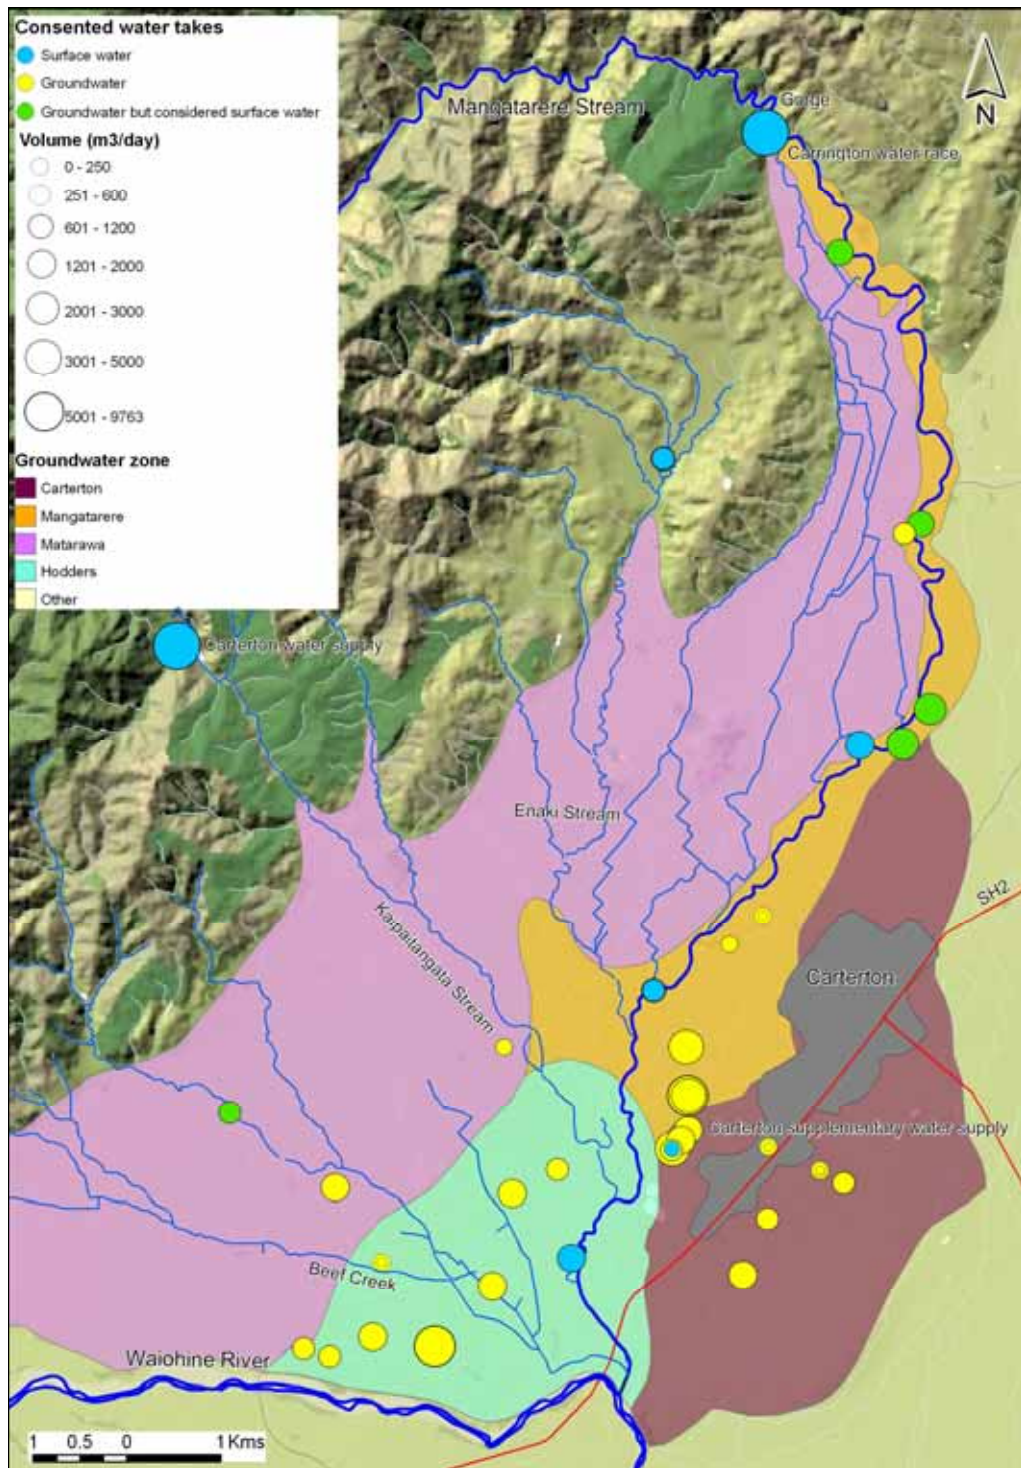 Consented water takes
Surface water
Groundwater
Groundwater but considered surface water
Volume (m3/day)
0 - 250
251 - 600
601 - 1200
1201 - 2000
2001 - 3000
3001 - 5000
5001 - 9763
Groundwater zone
Carterton
Mangatarere
Matarawa
Hodders
Other
N
Mangatarere Stream
Gorge
Carrington water race
Carterton water supply
Enaki Stream
Kaipaitangata Stream
SH2
Carterton
Carterton supplementary water supply
Beef Creek
Waiohine River
1 0.5 0 1 Kms